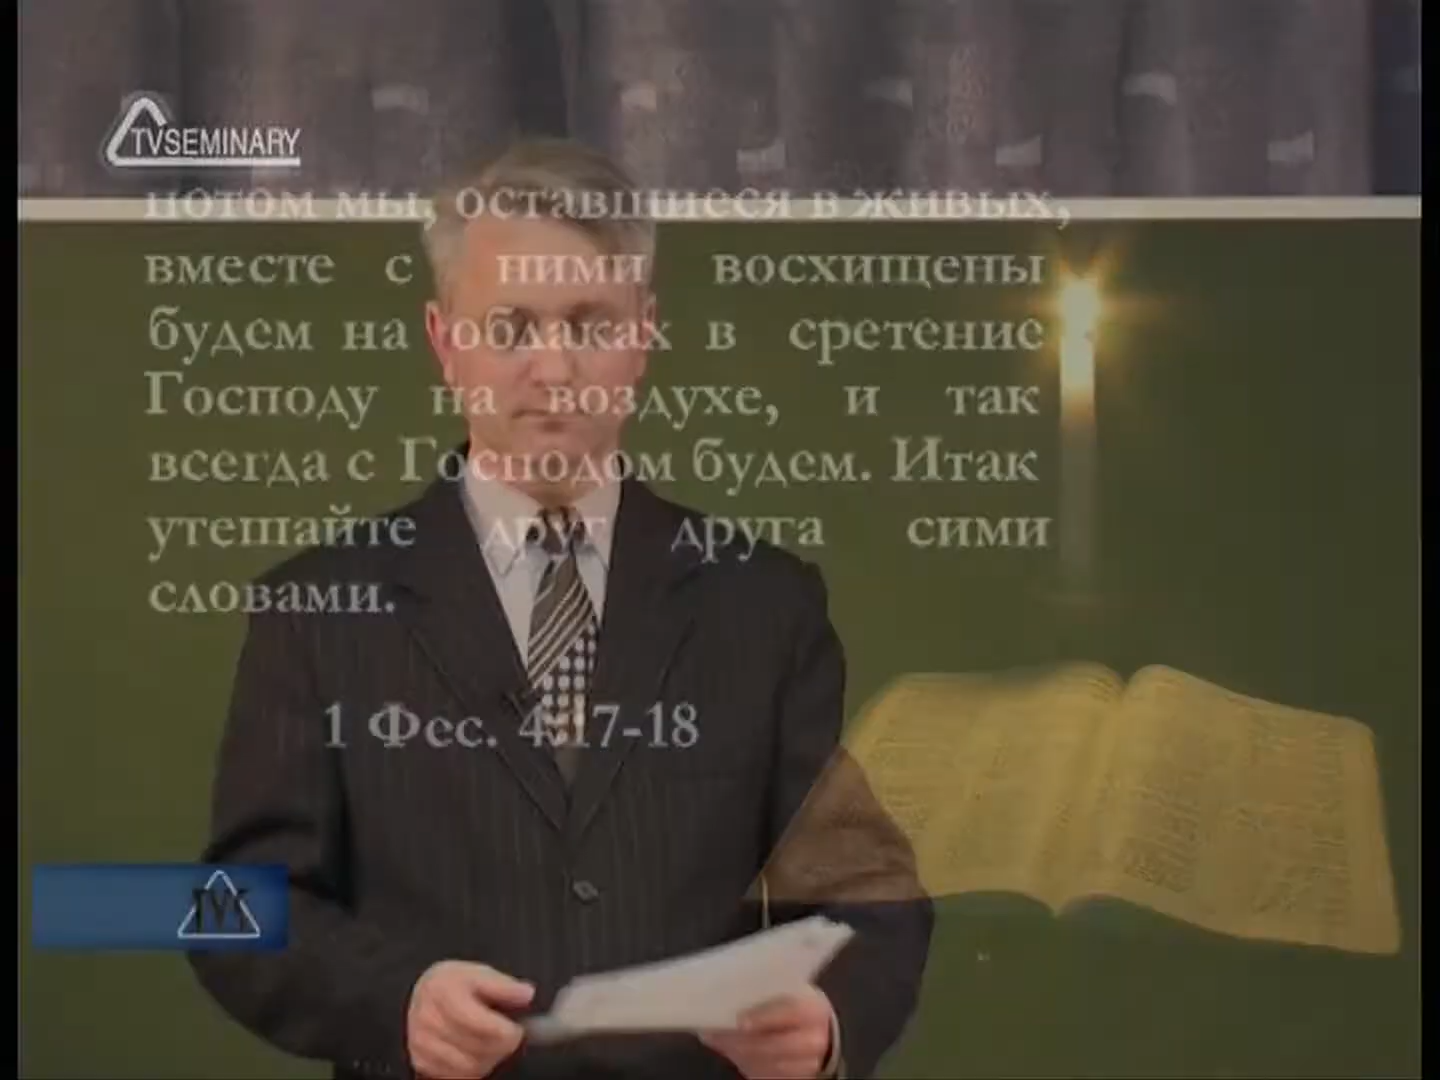 TVSEMINARY
потом мы, оставшиеся в живых,
вместе с ними восхищены
будем на облаках в сретение
Господу на воздухе, и так
всегда с Господом будем. Итак
утешайте друг друга сими
словами.
1 Фес. 4:17-18
TVS